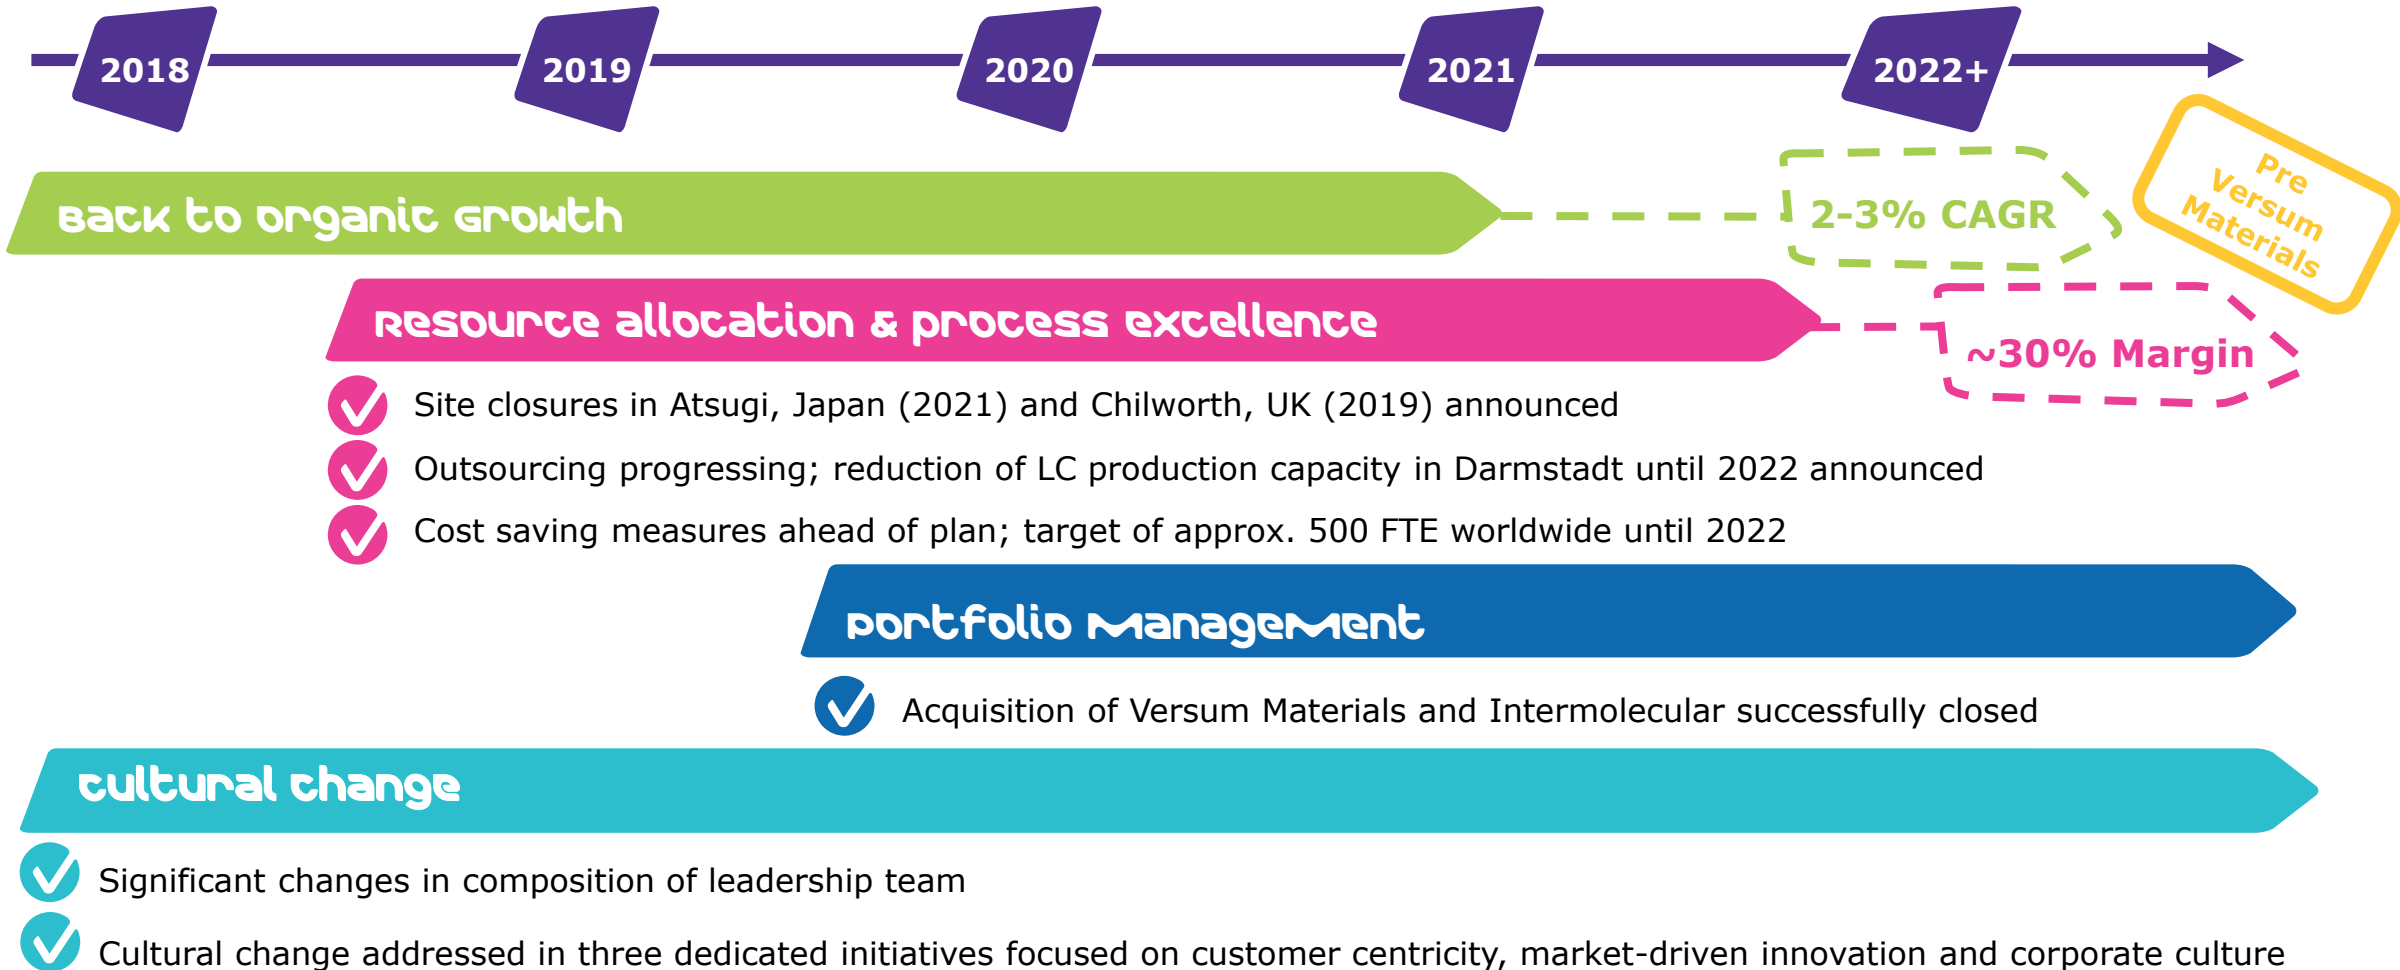 2018
2019
2020
2021
2022+
Pre
Versum
Materials
Back to Organic Growth
2-3% CAGR
Resource allocation & process excellence
~30% Margin
Site closures in Atsugi, Japan (2021) and Chilworth, UK (2019) announced
Outsourcing progressing; reduction of LC production capacity in Darmstadt until 2022 announced
Cost saving measures ahead of plan; target of approx. 500 FTE worldwide until 2022
Portfolio Management
Acquisition of Versum Materials and Intermolecular successfully closed
Cultural change
Significant changes in composition of leadership team
Cultural change addressed in three dedicated initiatives focused on customer centricity, market-driven innovation and corporate culture